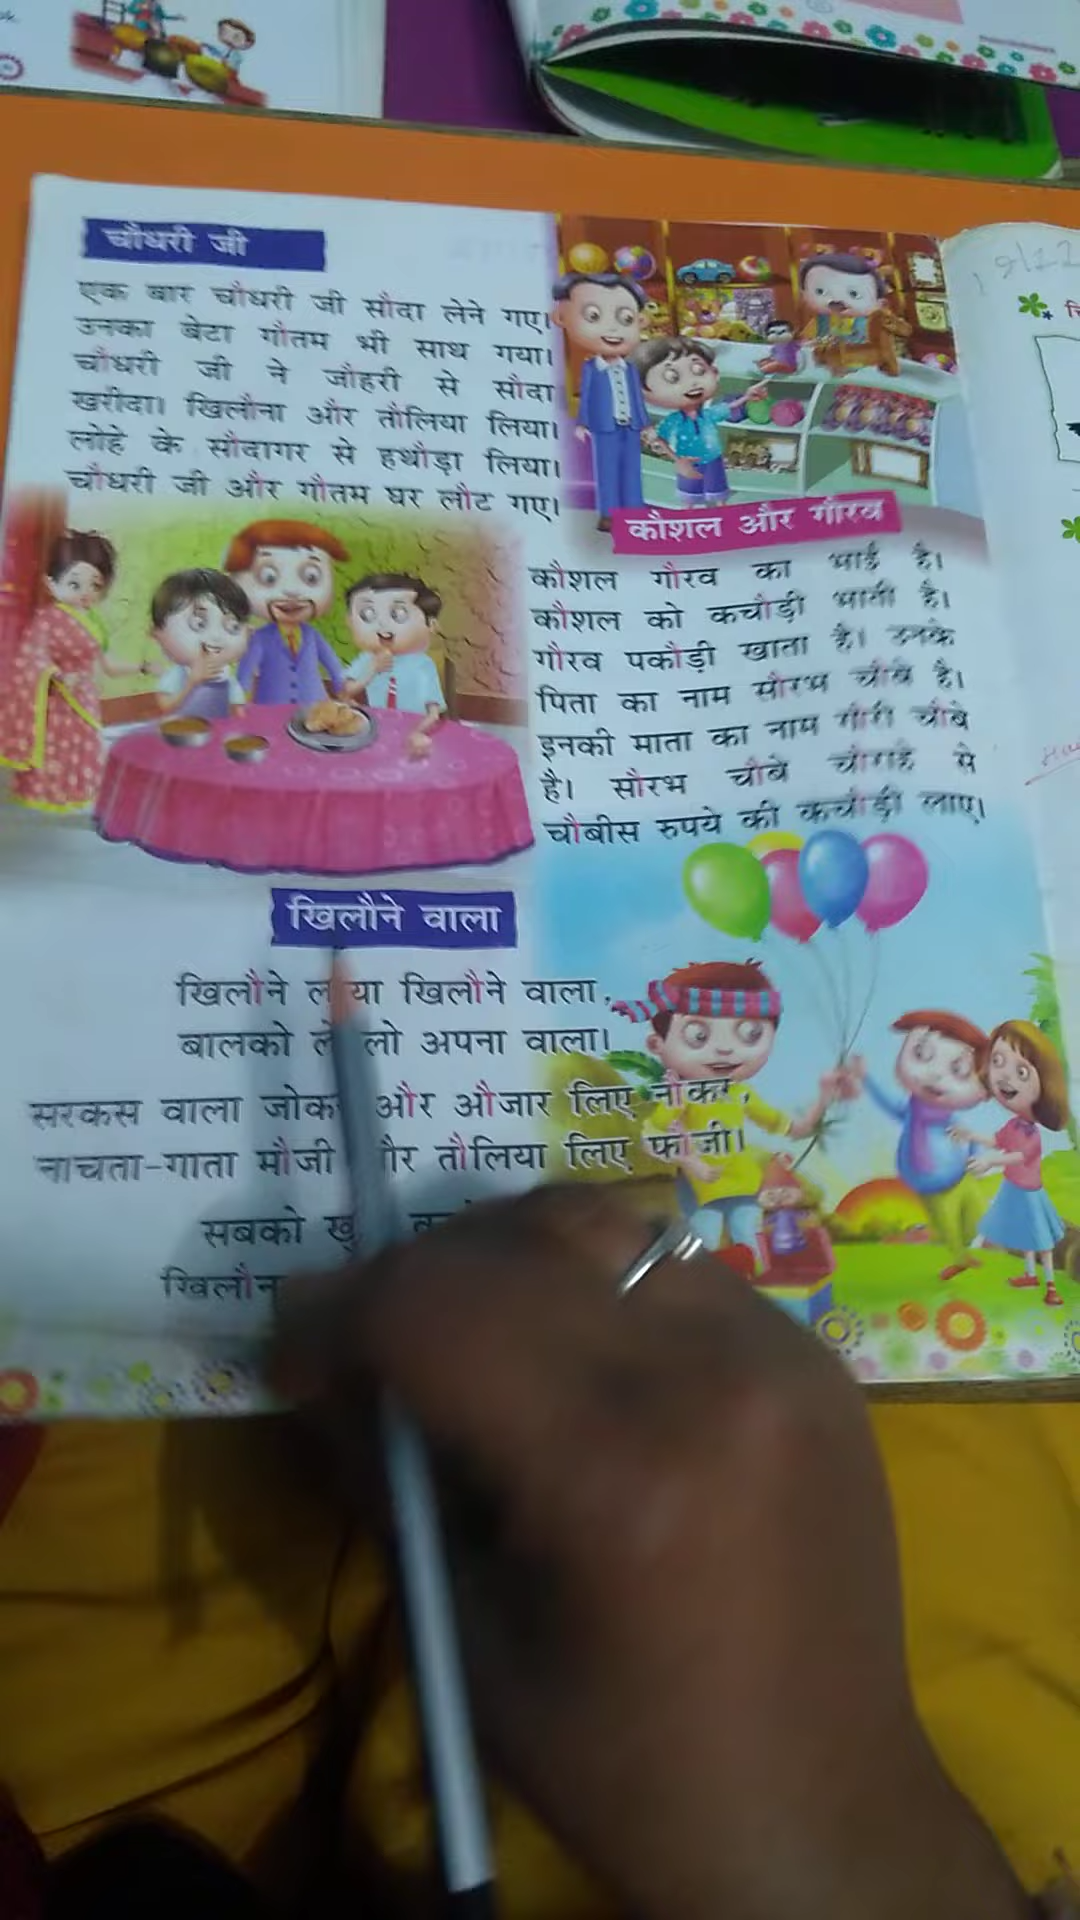 चौधरी जी
एक बार चौधरी जी सौदा लेने गए।
उनका बेटा गौतम भी साथ गया।
चौधरी जी ने जौहरी से सौदा
खरीदा। खिलौना और तौलिया लिया।
लोहे के सौदागर से हथौड़ा लिया।
चौधरी जी और गौतम घर लौट गए।
कौशल और गौरव
कौशल गौरव का भाई है।
कौशल को कचौड़ी भाती है।
गौरव पकौड़ी खाता है। उनके
पिता का नाम सौरभ चौबे है।
इनकी माता का नाम गौरी चौबे
है। सौरभ चौबे चौराहे से
चौबीस रुपये की कचौड़ी लाए।
खिलौने वाला
खिलौने ल या खिलौने वाला,
बालको ले लो अपना वाला।
सरकस वाला जोक और औजार लिए नौकर,
नाचता-गाता मौजी और तौलिया लिए फौजी।
सबको
19/12